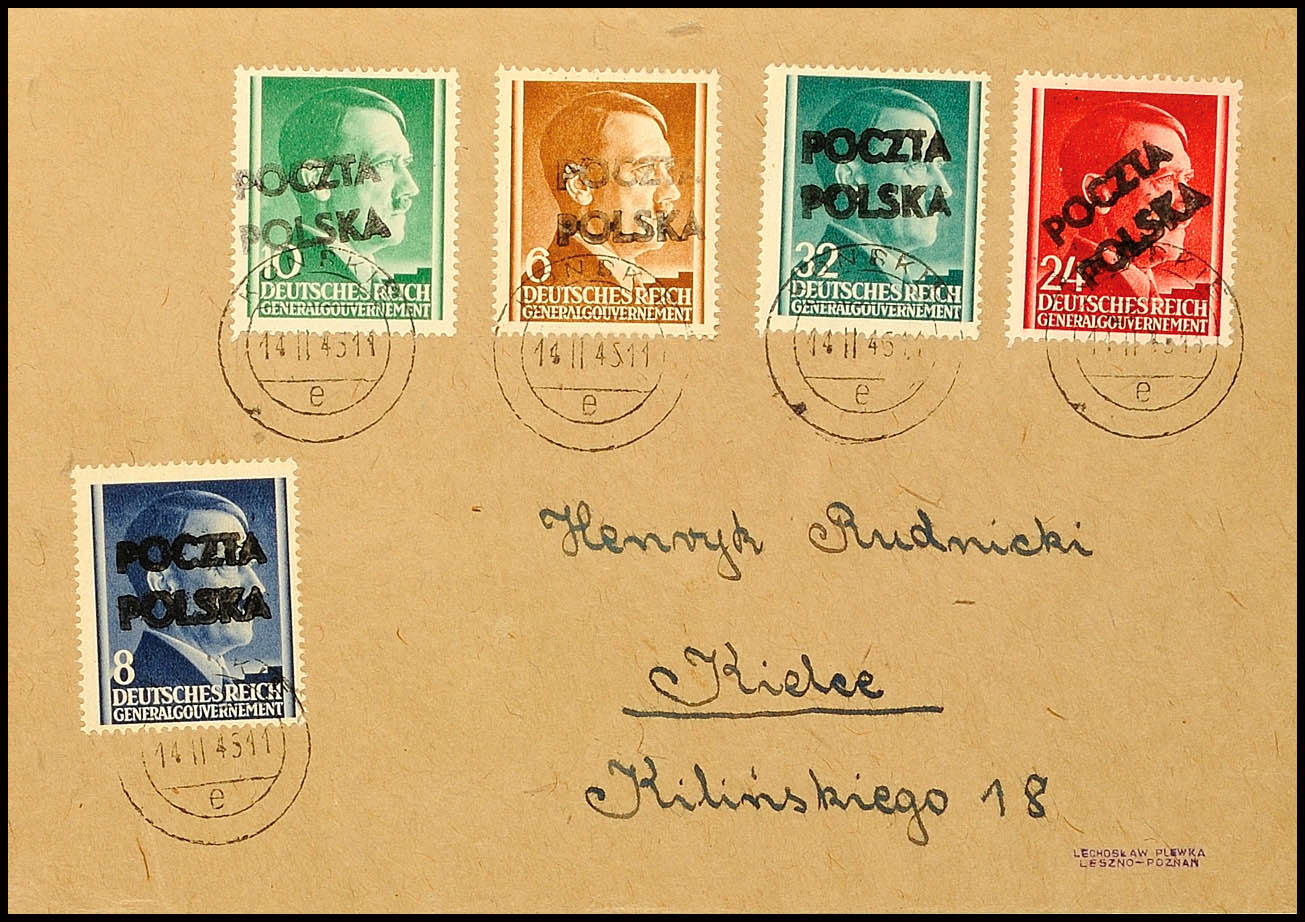 POCZTA
POLSKA
10
DEUTSCHES REICH
GENERALGOUVERNEMENT
14 II 45 11
e
POCZTA
POLSKA
6
DEUTSCHES REICH
GENERALGOUVERNEMENT
14 II 45 11
e
POCZTA
POLSKA
32
DEUTSCHES REICH
GENERALGOUVERNEMENT
14 II 45 11
e
POCZTA
POLSKA
24
DEUTSCHES REICH
GENERALGOUVERNEMENT
e
POCZTA
POLSKA
8
DEUTSCHES REICH
GENERALGOUVERNEMENT
14 II 45 11
e
Henryk Rudnicki
Kielce
Kilińskiego 18
LECHOSŁAW PLEWKA
LESZNO-POZNAŃ